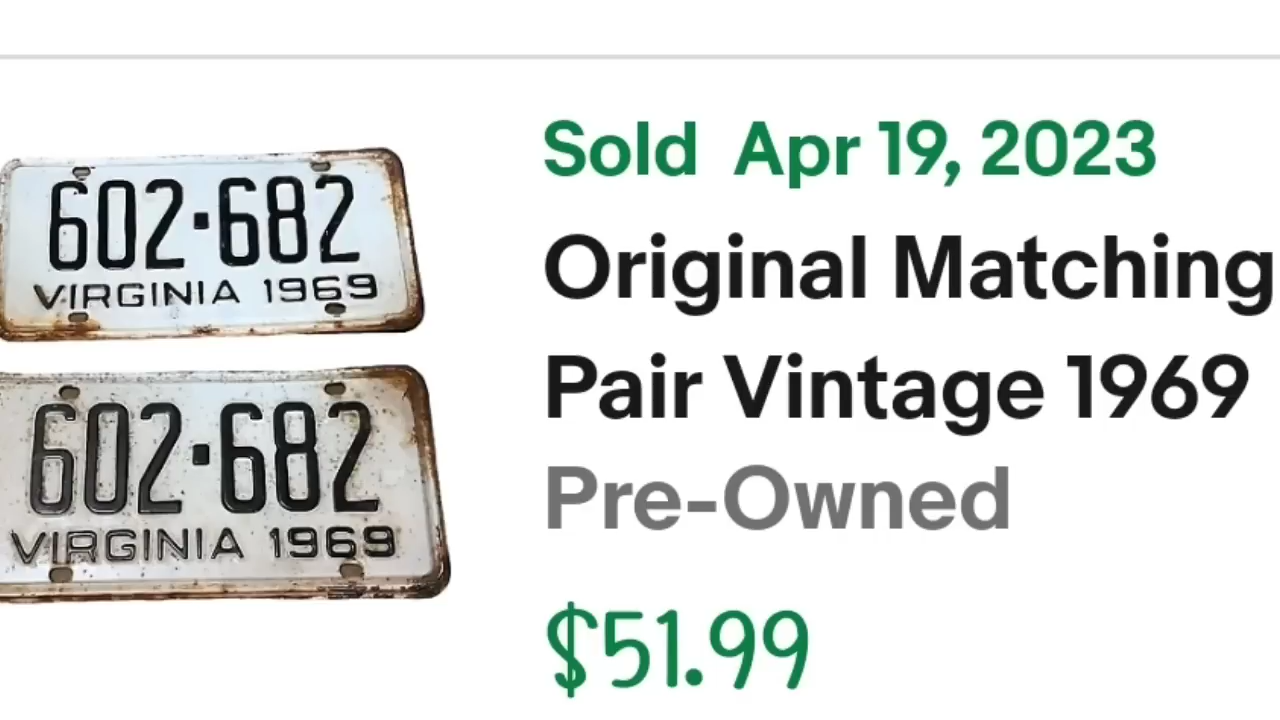 602·682
VIRGINIA 1969
602·682
VIRGINIA 1969
Sold Apr 19, 2023
Original Matching
Pair Vintage 1969
Pre-Owned
$51.99